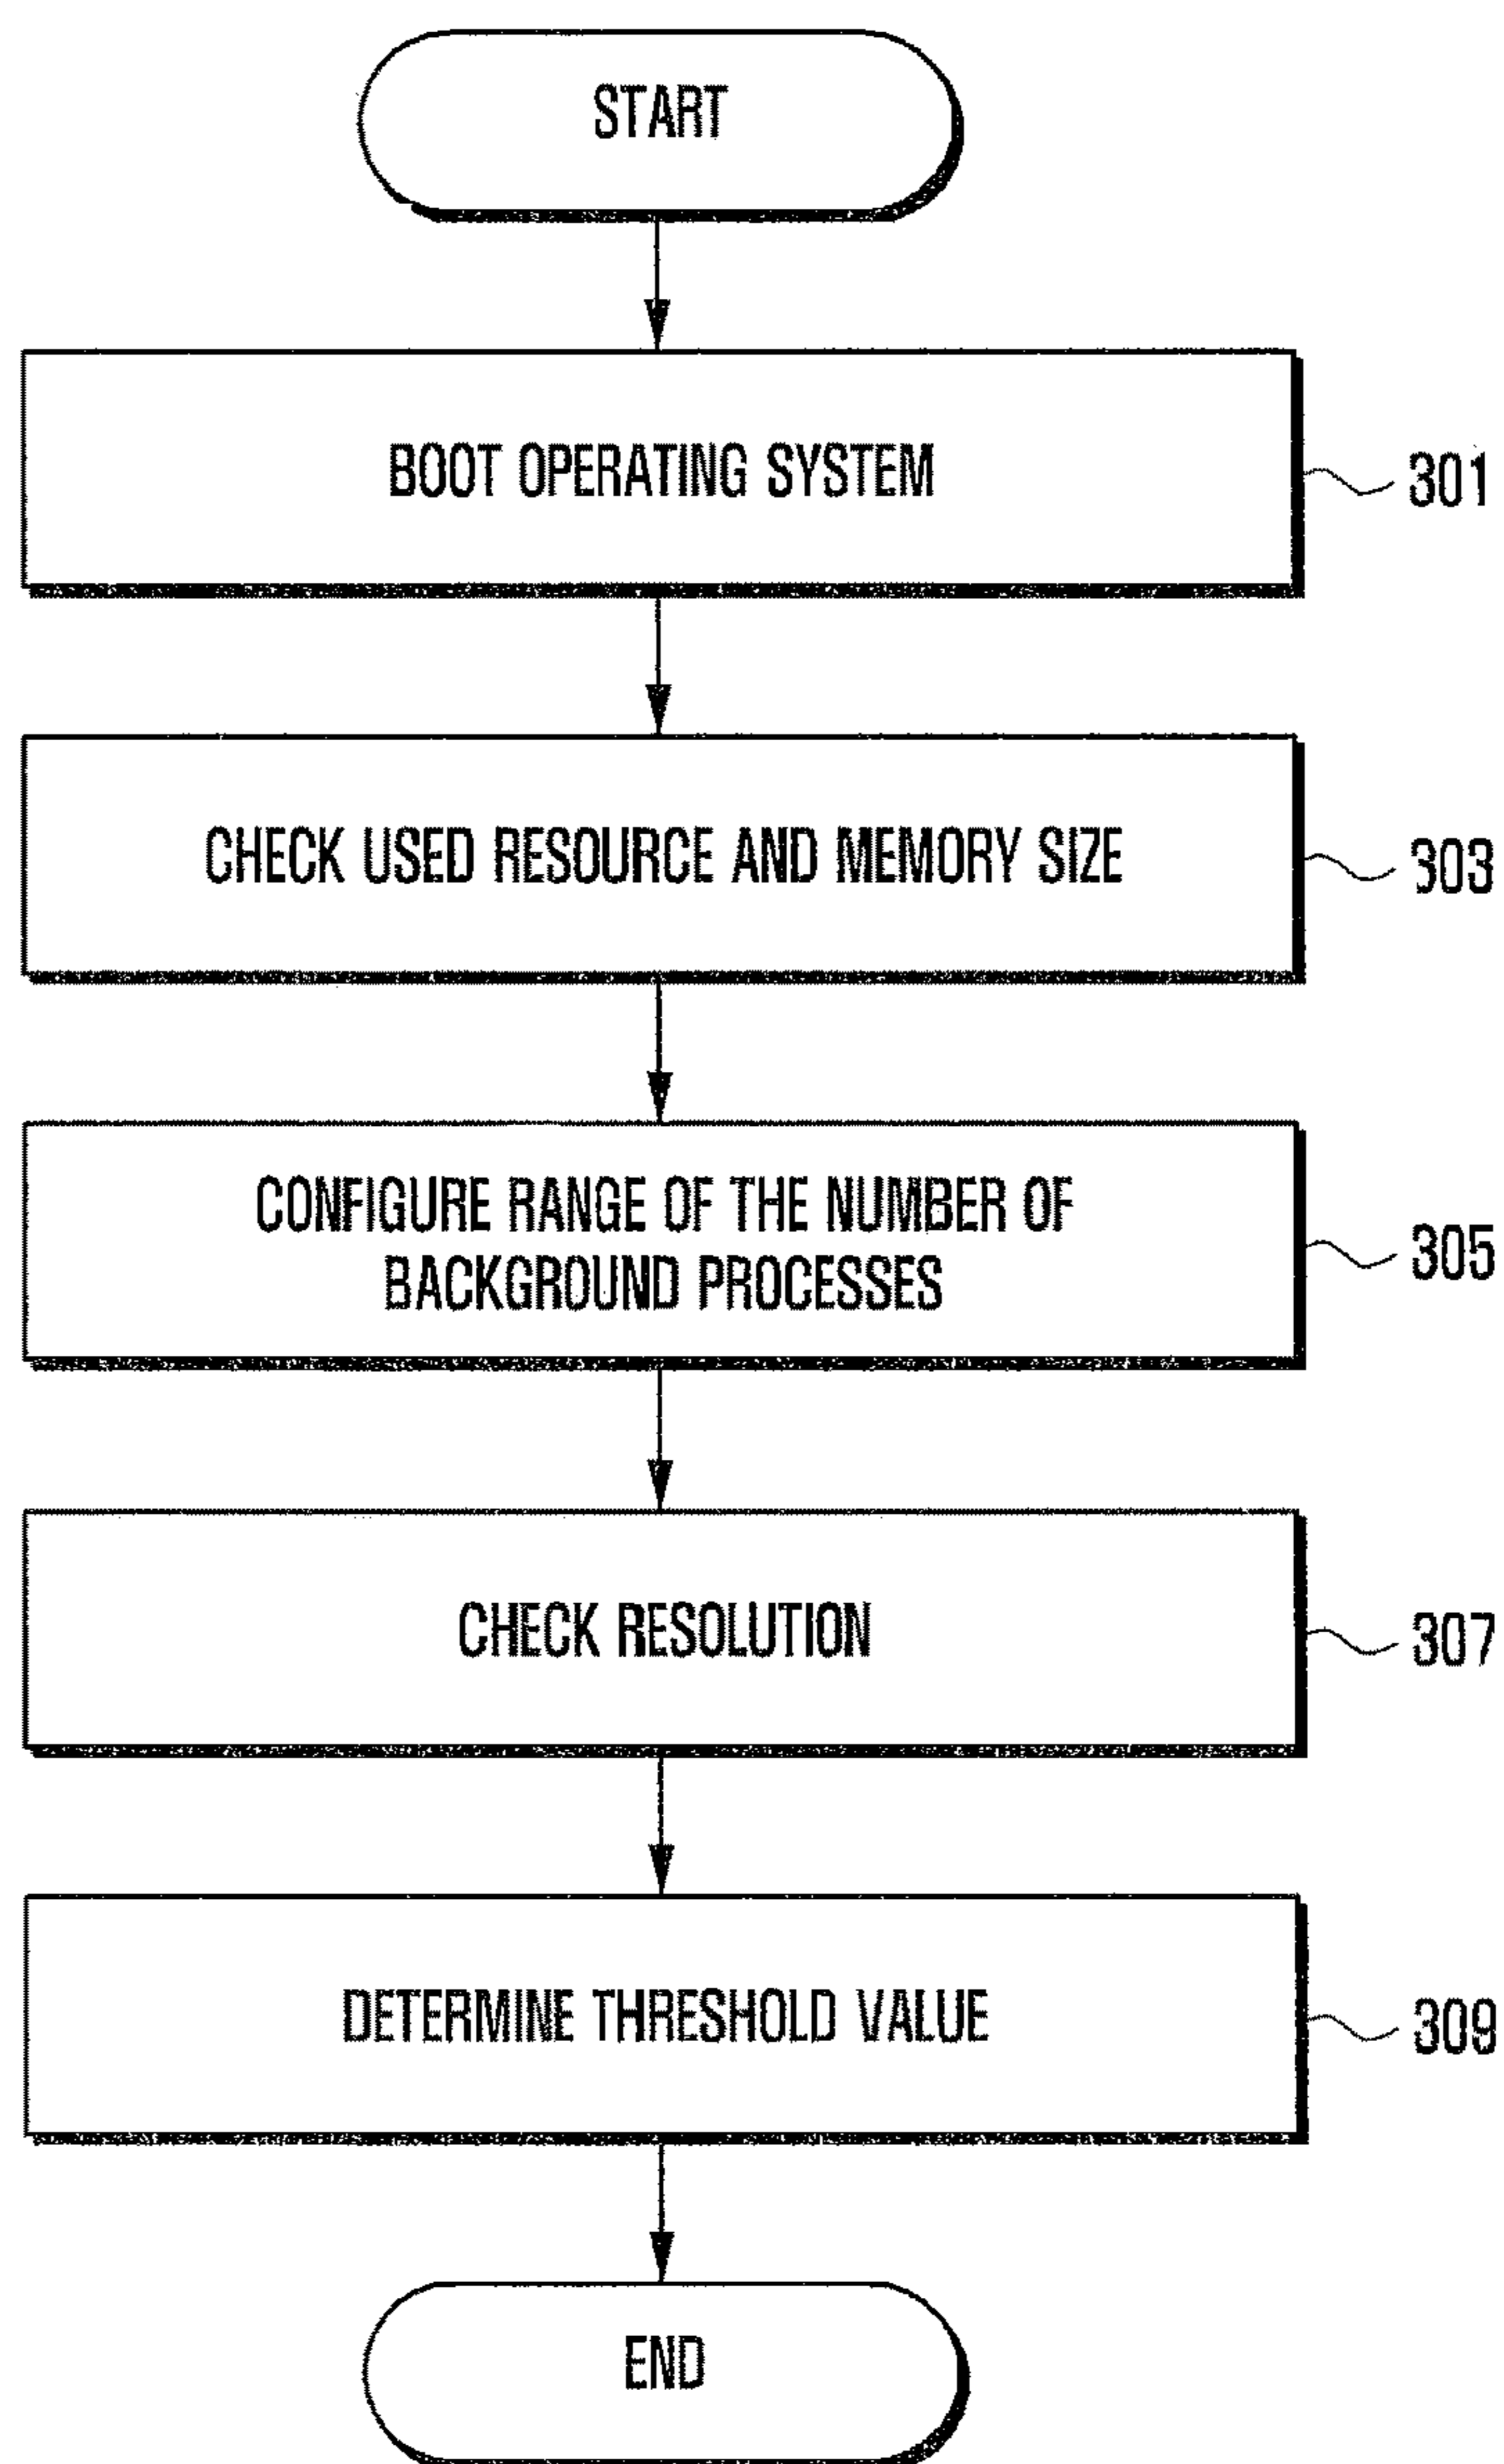 START
BOOT OPERATING SYSTEM
301
CHECK USED RESOURCE AND MEMORY SIZE
303
CONFIGURE RANGE OF THE NUMBER OF
BACKGROUND PROCESSES
305
CHECK RESOLUTION
307
DETERMINE THRESHOLD VALUE
309
END